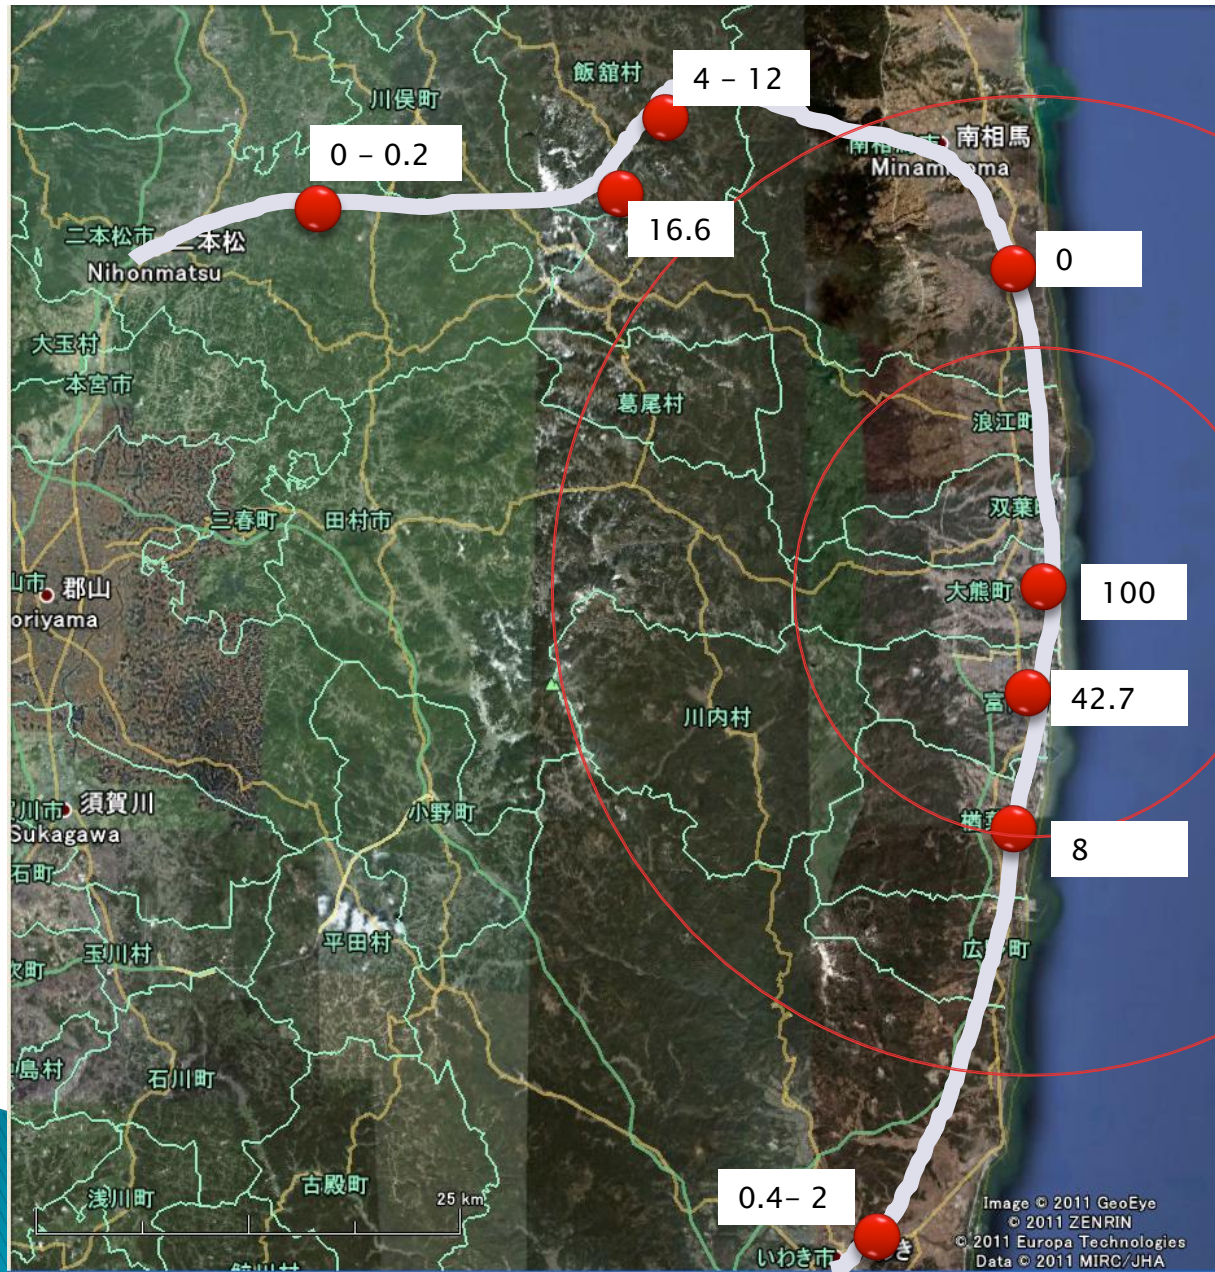 飯舘村
4 – 12
川俣町
0 – 0.2
南相馬
Minami
二本松市
二本松
Nihonmatsu
16.6
0
大玉村
本宮市
葛尾村
浪江町
双葉
三春町
田村市
大熊町
100
郡山
oriyama
42.7
川内村
須賀川
Sukagawa
小野町
8
石町
平田村
玉川村
広野町
島村
石川町
古殿町
浅川町
25 km
0.4– 2
いわき市
き
Image © 2011 GeoEye
© 2011 ZENRIN
© 2011 Europa Technologies
Data © 2011 MIRC/JHA